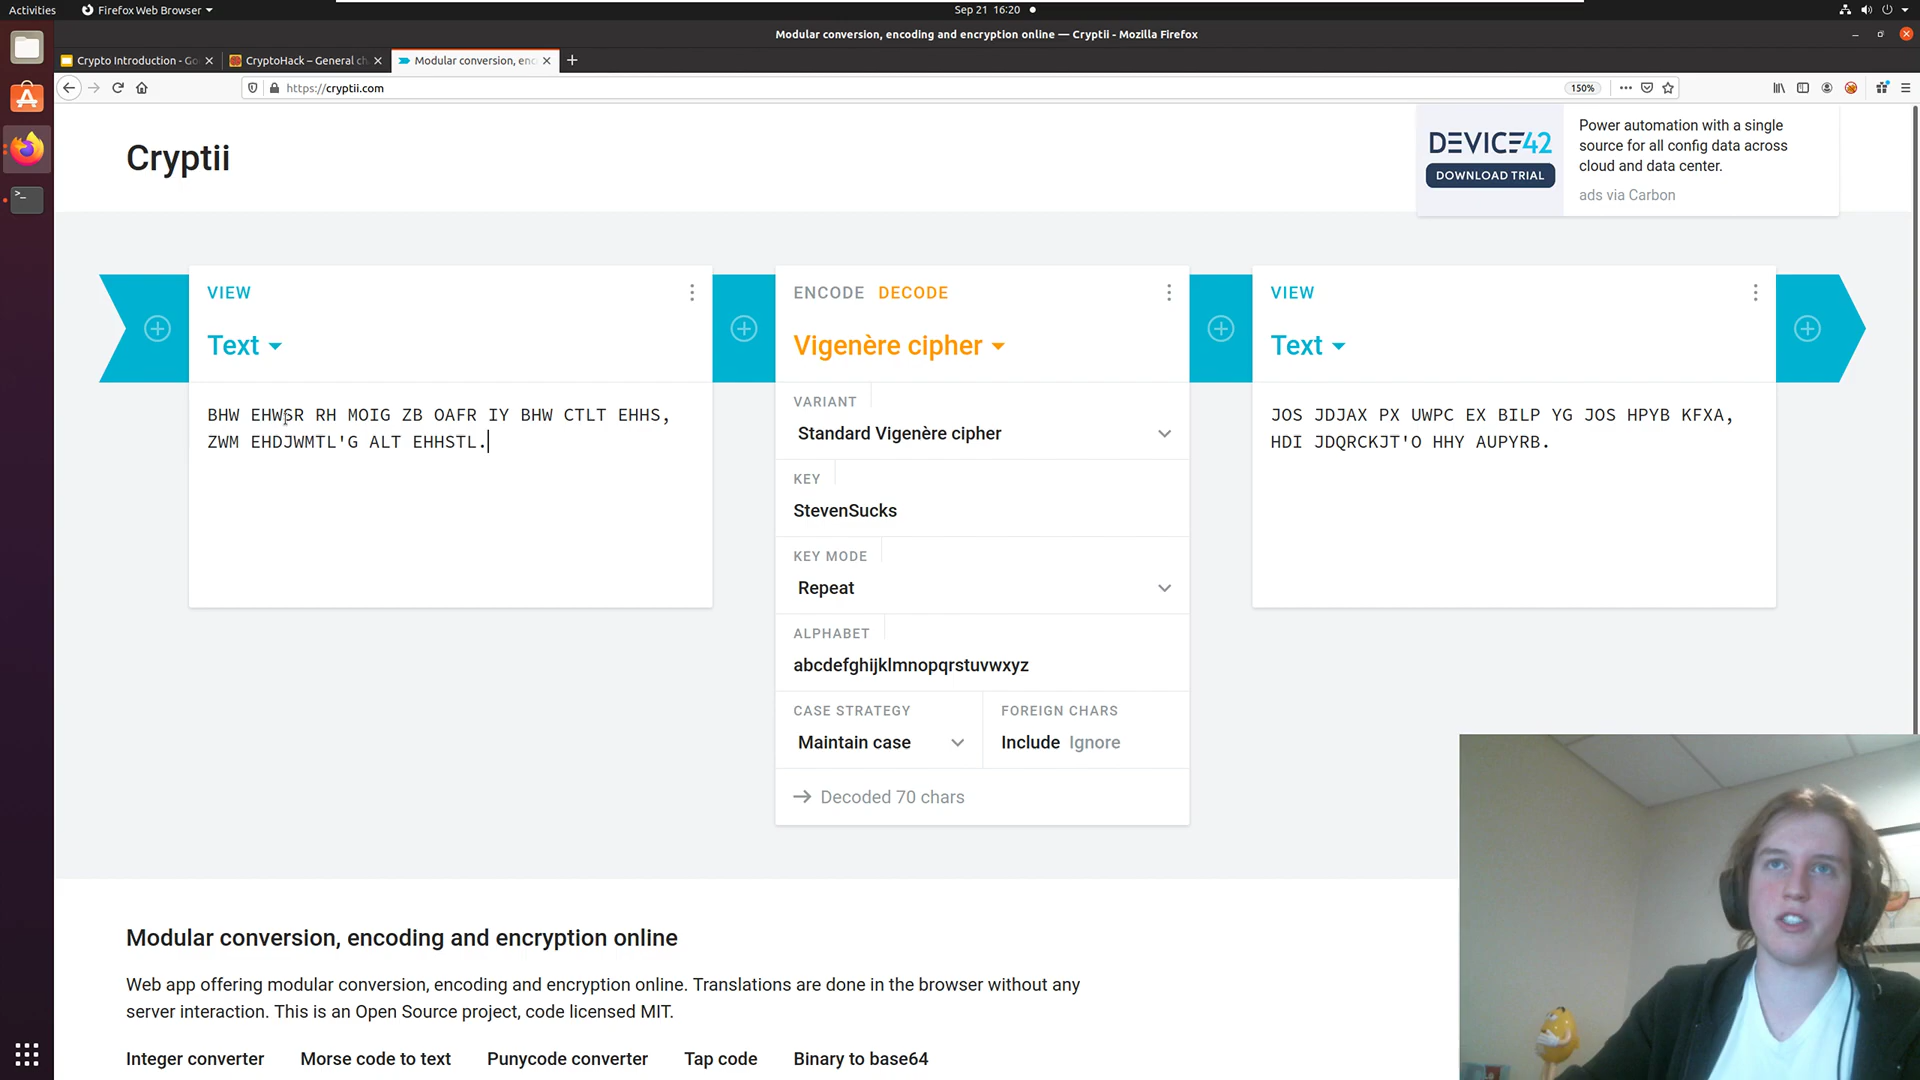 Activities
Firefox Web Browser
Sep 21 16:20
Modular conversion, encoding and encryption online — Cryptii - Mozilla Firefox
Crypto Introduction - Go
CryptoHack – General ch
Modular conversion, enc
https://cryptii.com
150%
Cryptii
DEVICE42
DOWNLOAD TRIAL
Power automation with a single
source for all config data across
cloud and data center.
ads via Carbon
VIEW
Text
BHW EHWSR RH MOIG ZB OAFR IY BHW CTLT EHHS,
ZWM EHDJWMTL'G ALT EHHSTL.
ENCODE DECODE
Vigenère cipher
VARIANT
Standard Vigenère cipher
KEY
StevenSucks
KEY MODE
Repeat
ALPHABET
abcdefghijklmnopqrstuvwxyz
CASE STRATEGY
Maintain case
FOREIGN CHARS
Include Ignore
→ Decoded 70 chars
VIEW
Text
JOS JDJAX PX UWPC EX BILP YG JOS HPYB KFXA,
HDI JDQRCKJT'O HHY AUPYRB.
Modular conversion, encoding and encryption online
Web app offering modular conversion, encoding and encryption online. Translations are done in the browser without any
server interaction. This is an Open Source project, code licensed MIT.
Integer converter
Morse code to text
Punycode converter
Tap code
Binary to base64